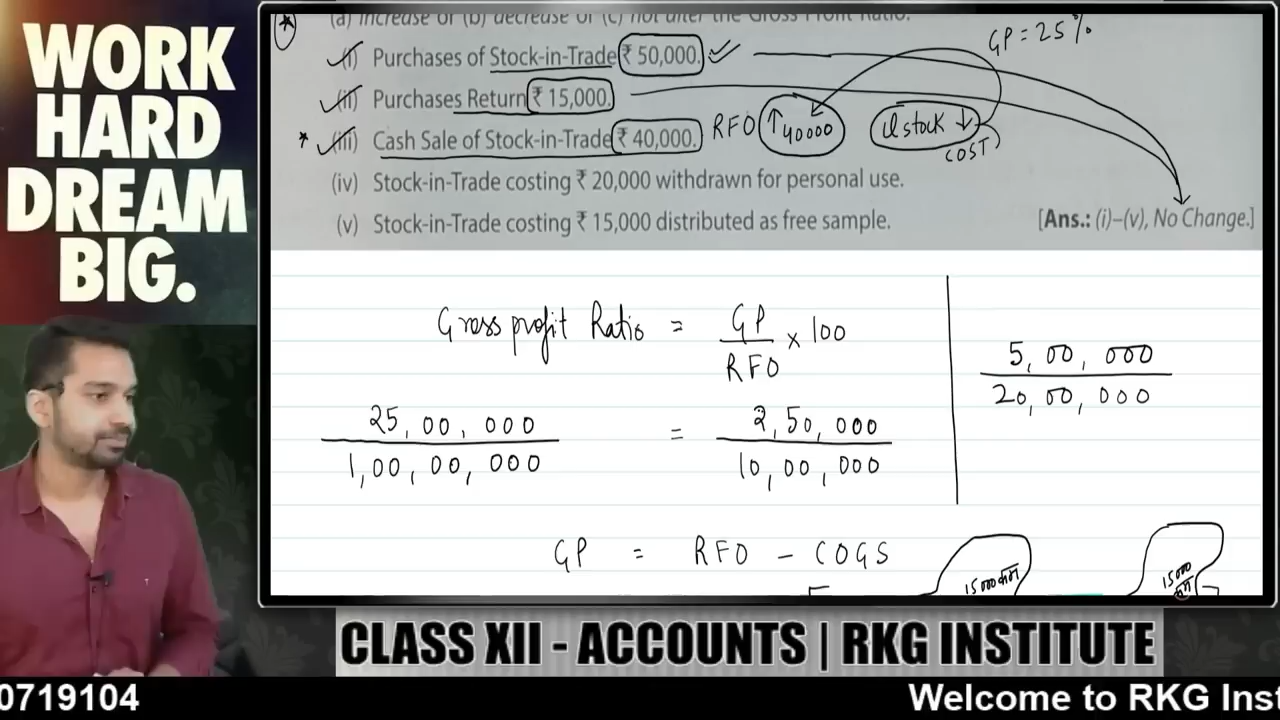 WORK
HARD
DREAM
BIG.
(a) increase or (b) decrease or (c) not alter the Gross Profit Ratio:
GP = 25%
(i) Purchases of Stock-in-Trade ₹ 50,000.
(ii) Purchases Return ₹ 15,000.
(iii) Cash Sale of Stock-in-Trade ₹ 40,000. RFO ↑40000 cl stock ↓
COST
(iv) Stock-in-Trade costing ₹ 20,000 withdrawn for personal use.
(v) Stock-in-Trade costing ₹ 15,000 distributed as free sample. [Ans.: (i)–(v), No Change.]
Gross profit Ratio = GP / RFO × 100
5,00,000
20,00,000
25,00,000 = 2,50,000
1,00,00,000 10,00,000
GP = RFO - COGS
15000
15000
CLASS XII - ACCOUNTS | RKG INSTITUTE
0719104 Welcome to RKG Inst